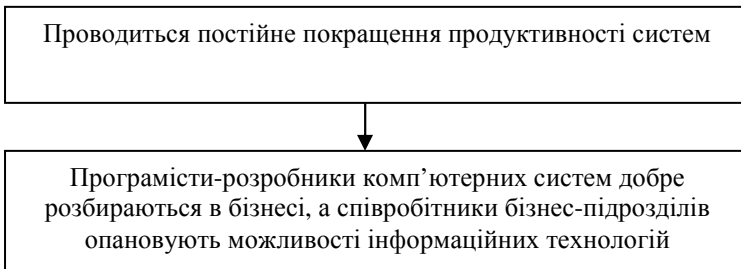 Проводиться постійне покращення продуктивності систем
Програмісти-розробники комп’ютерних систем добре
розбираються в бізнесі, а співробітники бізнес-підрозділів
опановують можливості інформаційних технологій